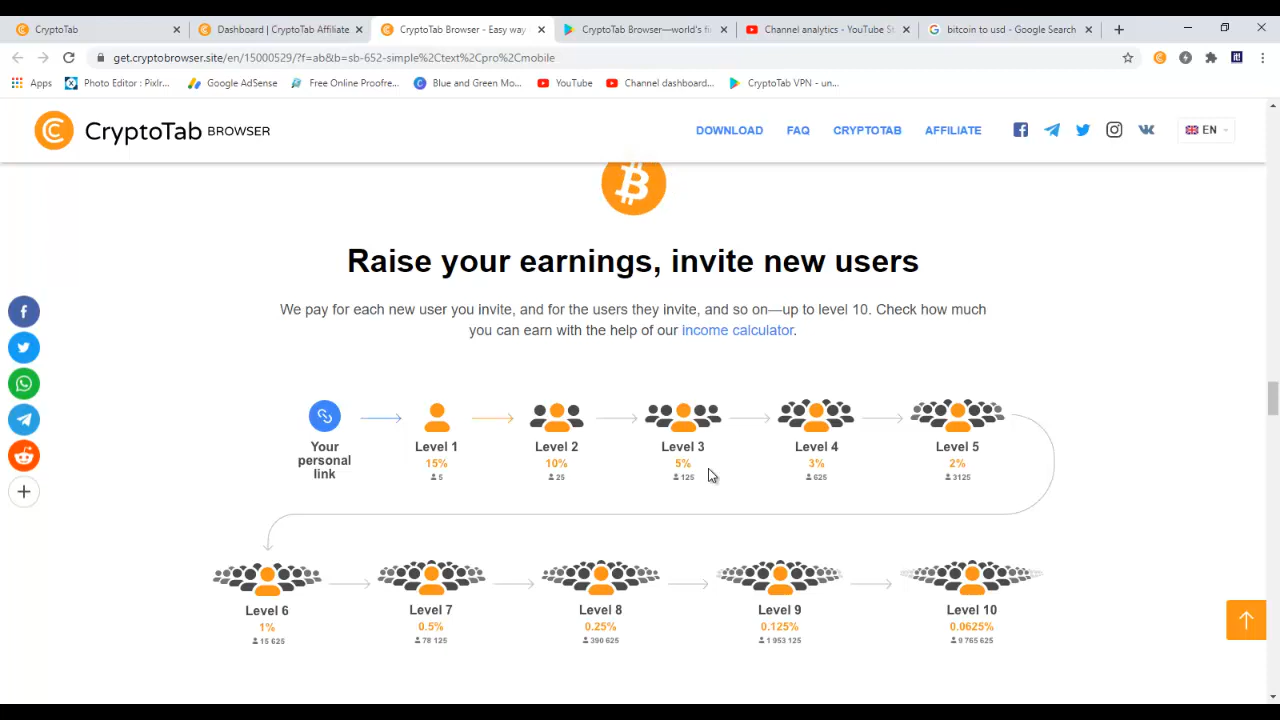 CryptoTab
Dashboard | CryptoTab Affiliate
CryptoTab Browser - Easy way
CryptoTab Browser—world's fi
Channel analytics - YouTube St
bitcoin to usd - Google Search
get.cryptobrowser.site/en/15000529/?f=ab&b=sb-652-simple%2Ctext%2Cpro%2Cmobile
Apps
Photo Editor : Pixlr...
Google AdSense
Free Online Proofre...
Blue and Green Mo...
YouTube
Channel dashboard...
CryptoTab VPN - un...
CryptoTab BROWSER
DOWNLOAD
FAQ
CRYPTOTAB
AFFILIATE
EN
Raise your earnings, invite new users
We pay for each new user you invite, and for the users they invite, and so on—up to level 10. Check how much
you can earn with the help of our income calculator.
Your
personal
link
Level 1
15%
5
Level 2
10%
25
Level 3
5%
125
Level 4
3%
625
Level 5
2%
3125
Level 6
1%
15 625
Level 7
0.5%
78 125
Level 8
0.25%
390 625
Level 9
0.125%
1 953 125
Level 10
0.0625%
9 765 625